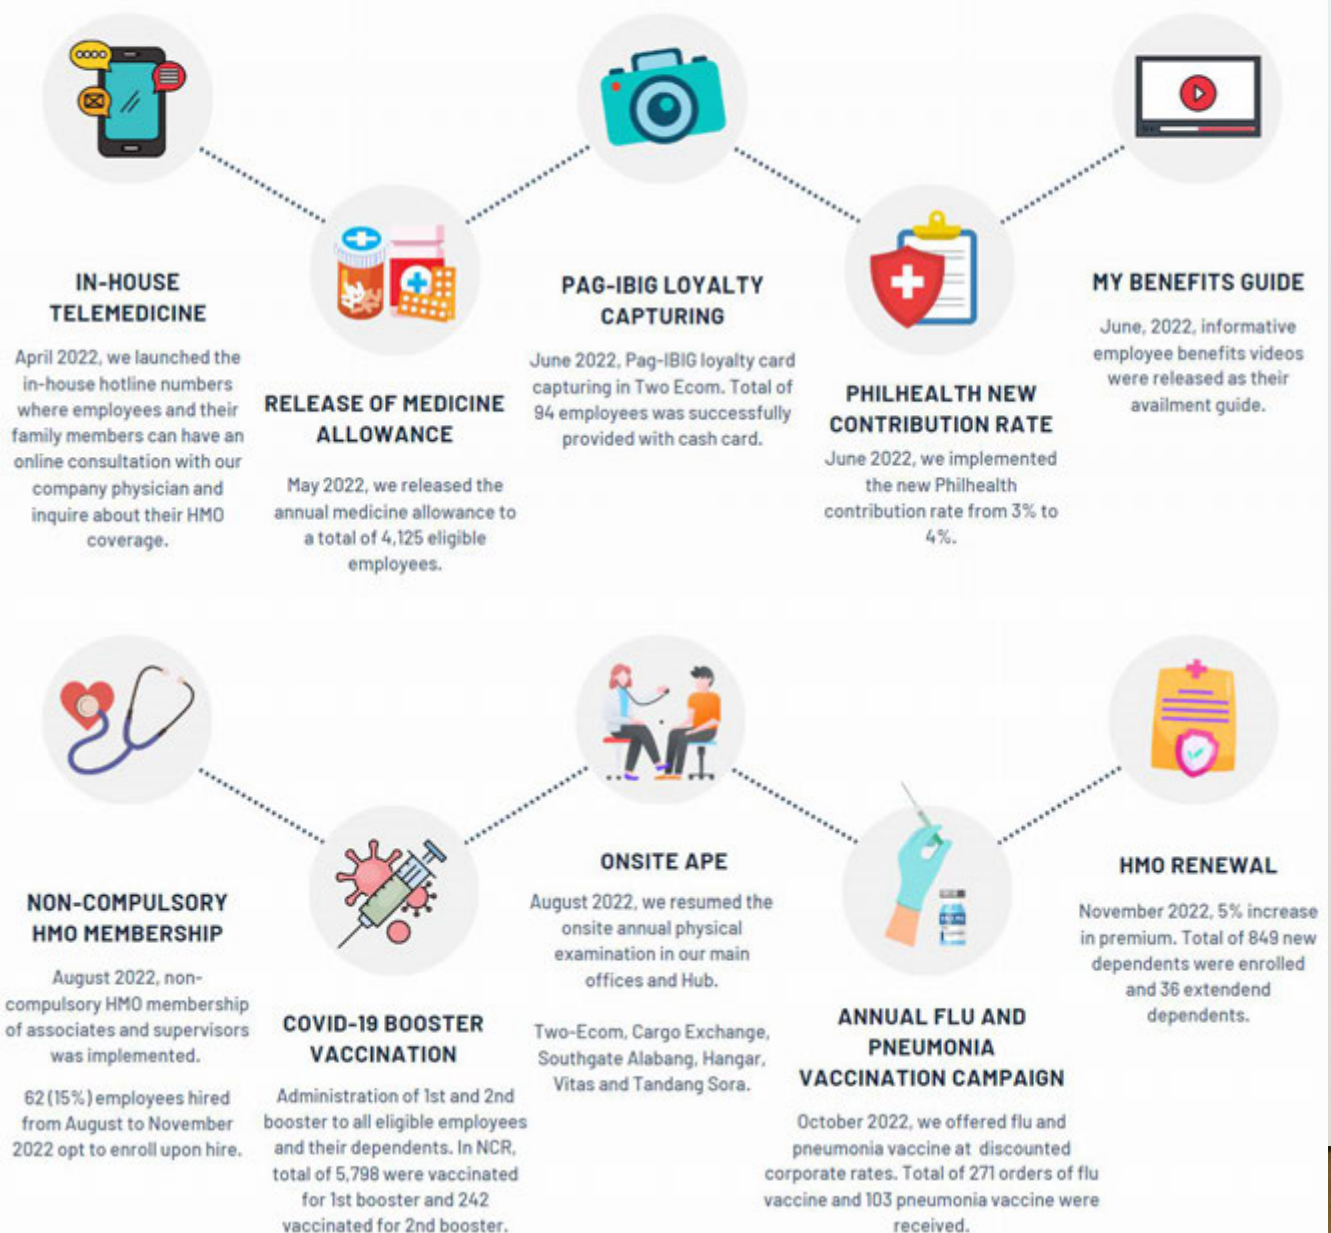 IN-HOUSE
TELEMEDICINE
April 2022, we launched the
in-house hotline numbers
where employees and their
family members can have an
online consultation with our
company physician and
inquire about their HMO
coverage.
RELEASE OF MEDICINE
ALLOWANCE
May 2022, we released the
annual medicine allowance to
a total of 4,125 eligible
employees.
PAG-IBIG LOYALTY
CAPTURING
June 2022, Pag-IBIG loyalty card
capturing in Two Ecom. Total of
94 employees was successfully
provided with cash card.
PHILHEALTH NEW
CONTRIBUTION RATE
June 2022, we implemented
the new Philhealth
contribution rate from 3% to
4%.
MY BENEFITS GUIDE
June, 2022, informative
employee benefits videos
were released as their
availment guide.
NON-COMPULSORY
HMO MEMBERSHIP
August 2022, non-
compulsory HMO membership
of associates and supervisors
was implemented.
62 (15%) employees hired
from August to November
2022 opt to enroll upon hire.
COVID-19 BOOSTER
VACCINATION
Administration of 1st and 2nd
booster to all eligible employees
and their dependents. In NCR,
total of 5,798 were vaccinated
for 1st booster and 242
vaccinated for 2nd booster.
ONSITE APE
August 2022, we resumed the
onsite annual physical
examination in our main
offices and Hub.
Two-Ecom, Cargo Exchange,
Southgate Alabang, Hangar,
Vitas and Tandang Sora.
ANNUAL FLU AND
PNEUMONIA
VACCINATION CAMPAIGN
October 2022, we offered flu and
pneumonia vaccine at discounted
corporate rates. Total of 271 orders of flu
vaccine and 103 pneumonia vaccine were
received.
HMO RENEWAL
November 2022, 5% increase
in premium. Total of 849 new
dependents were enrolled
and 36 extendend
dependents.